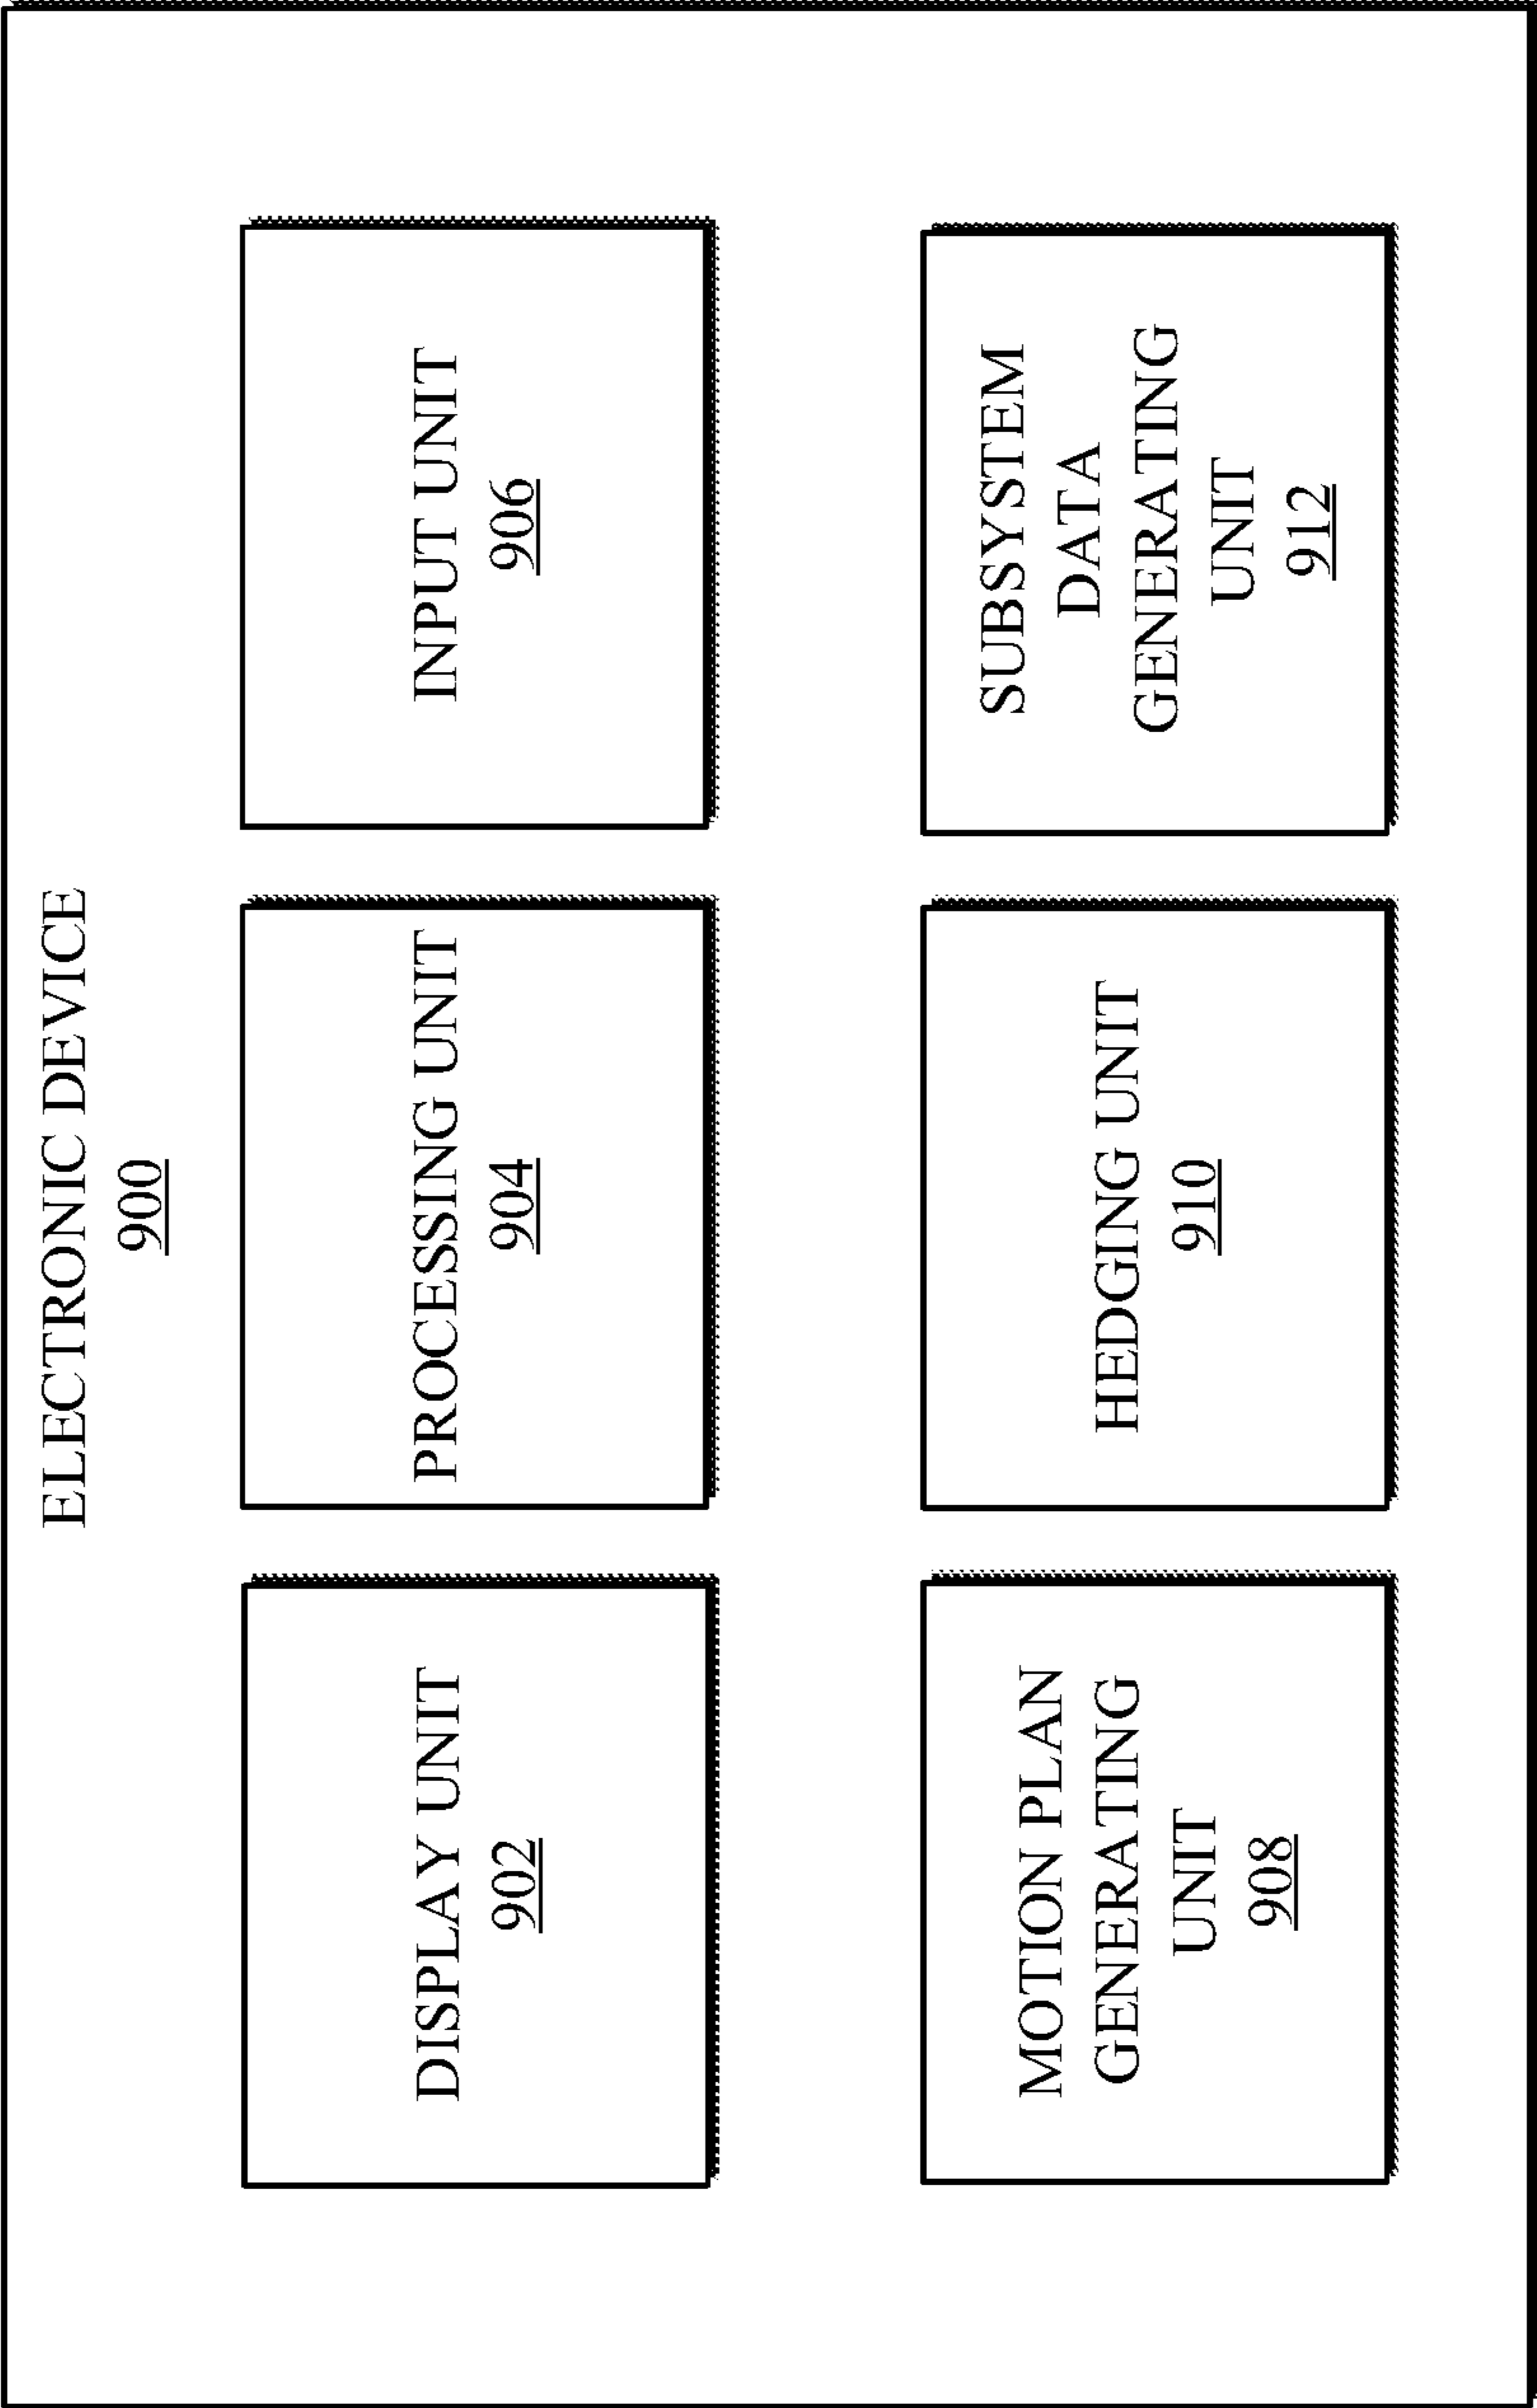 ELECTRONIC DEVICE
900
DISPLAY UNIT
902
PROCESSING UNIT
904
INPUT UNIT
906
MOTION PLAN
GENERATING
UNIT
908
HEDGING UNIT
910
SUBSYSTEM
DATA
GENERATING
UNIT
912